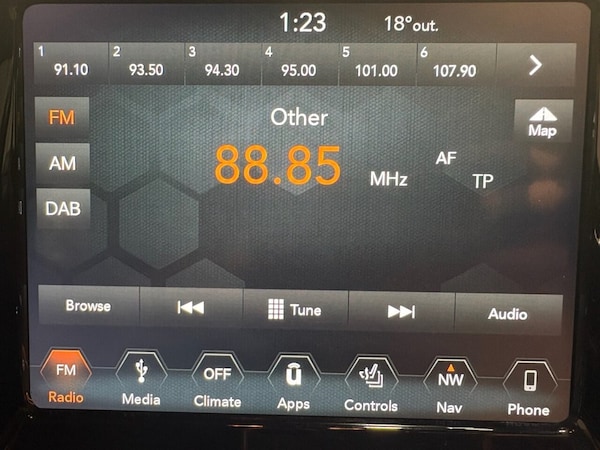 1:23 18°out.
1 2 3 4 5 6
91.10 93.50 94.30 95.00 101.00 107.90
FM Other Map
88.85 MHz AF TP
AM
DAB
Browse Tune Audio
FM OFF NW
Radio Media Climate Apps Controls Nav Phone